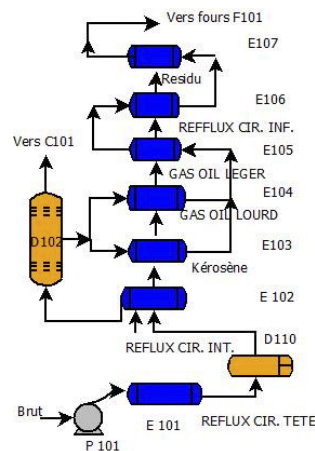 Vers fours F101
E107
Residu
E106
REFFLUX CIR. INF.
Vers C101
E105
GAS OIL LEGER
E104
GAS OIL LOURD
D102
E103
Kérosène
E 102
D110
REFLUX CIR. INT.
Brut
E 101
REFLUX CIR. TETE
P 101